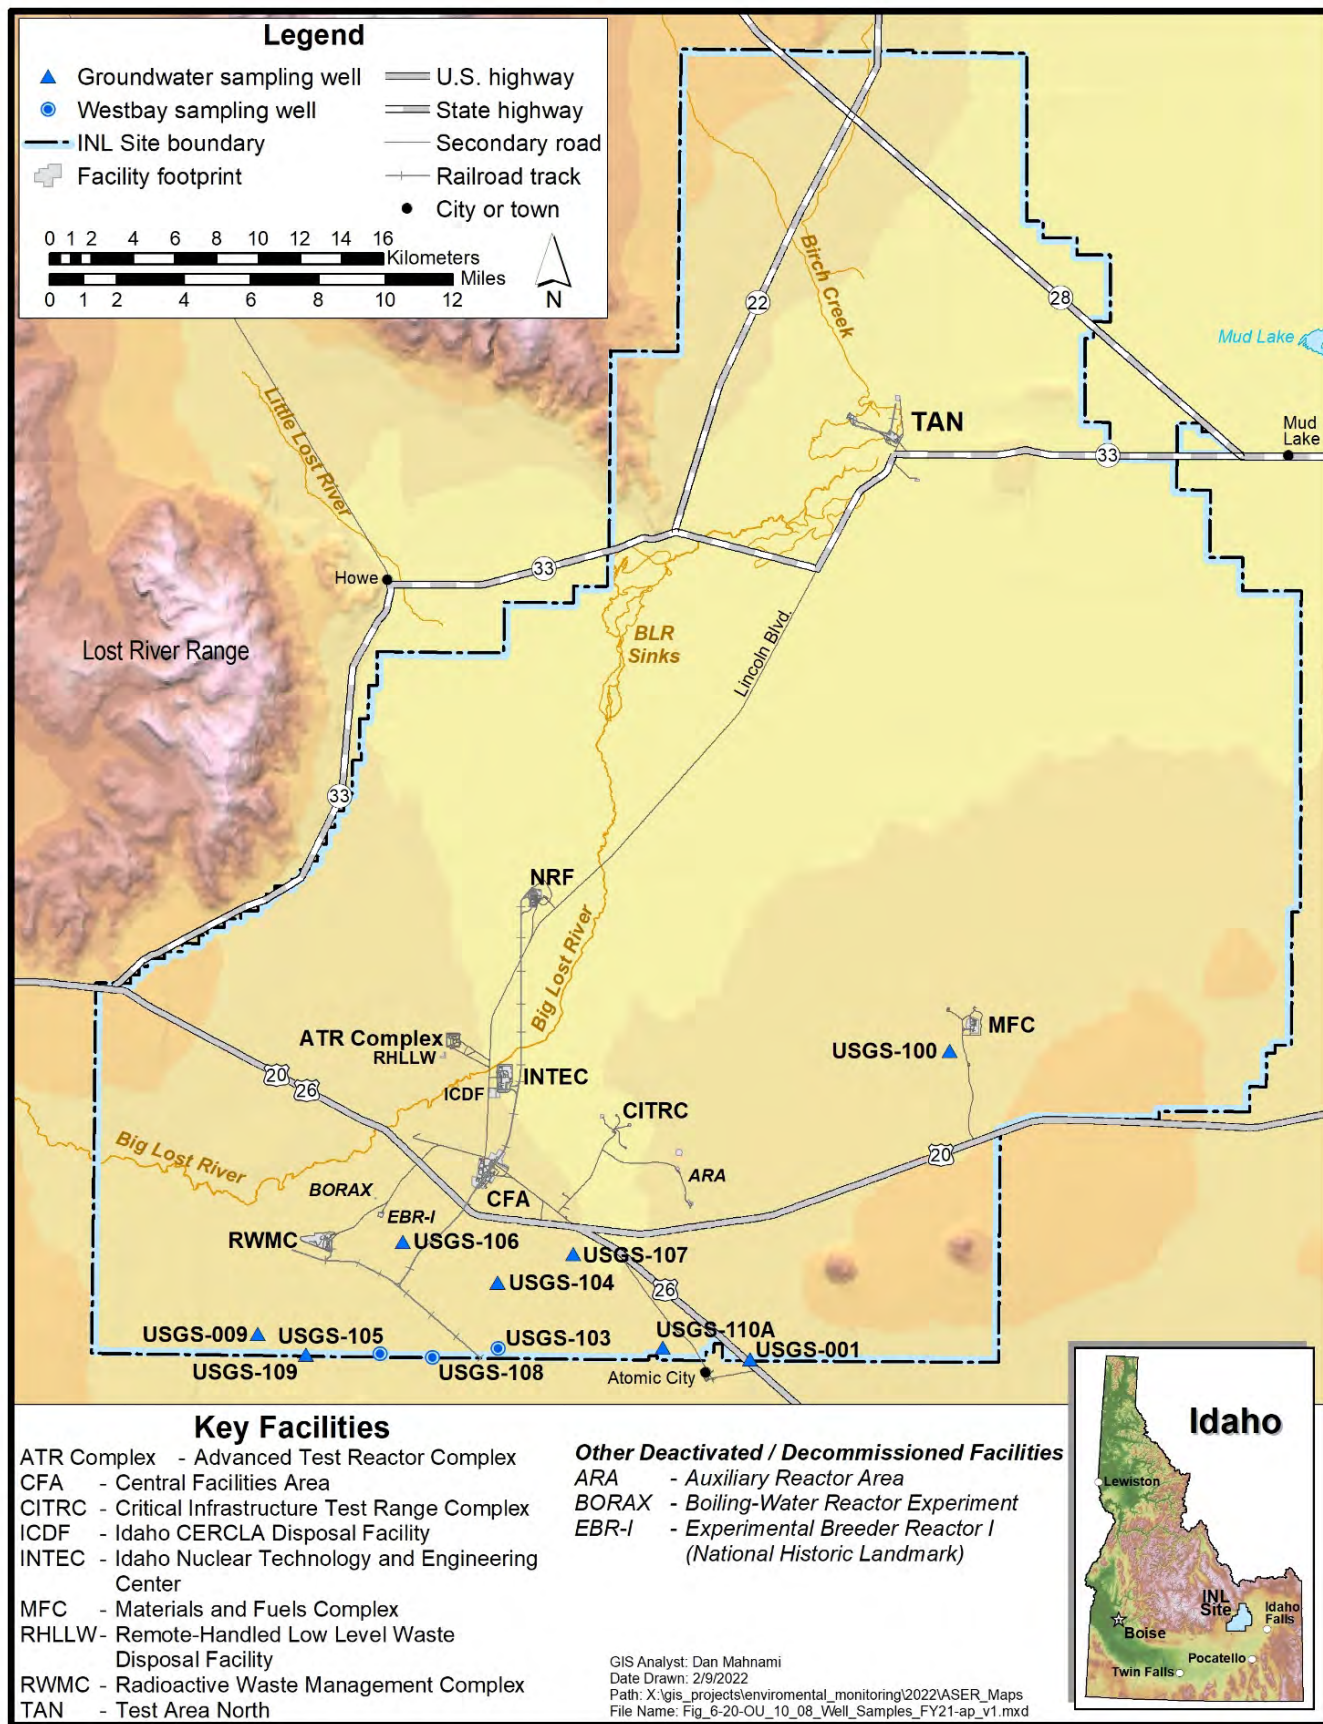 Legend
Groundwater sampling well
Westbay sampling well
INL Site boundary
Facility footprint
U.S. highway
State highway
Secondary road
Railroad track
City or town
0 1 2 4 6 8 10 12 14 16
Kilometers
Miles
0 1 2 4 6 8 10 12
N
22
28
Birch Creek
Mud Lake
Little Lost River
TAN
Mud
Lake
33
33
Howe
BLR
Sinks
Lost River Range
Lincoln Blvd.
33
NRF
Big Lost River
ATR Complex
RHLLW
MFC
USGS-100
INTEC
ICDF
20
26
CITRC
Big Lost River
BORAX
ARA
20
CFA
EBR-I
RWMC
USGS-106
USGS-107
USGS-104
26
USGS-009
USGS-105
USGS-103
USGS-110A
USGS-109
USGS-108
USGS-001
Atomic City
Key Facilities
ATR Complex - Advanced Test Reactor Complex
CFA - Central Facilities Area
CITRC - Critical Infrastructure Test Range Complex
ICDF - Idaho CERCLA Disposal Facility
INTEC - Idaho Nuclear Technology and Engineering
Center
MFC - Materials and Fuels Complex
RHLLW - Remote-Handled Low Level Waste
Disposal Facility
RWMC - Radioactive Waste Management Complex
TAN - Test Area North
Other Deactivated / Decommissioned Facilities
ARA - Auxiliary Reactor Area
BORAX - Boiling-Water Reactor Experiment
EBR-I - Experimental Breeder Reactor I
(National Historic Landmark)
GIS Analyst: Dan Mahnami
Date Drawn: 2/9/2022
Path: X:\gis_projects\enviromental_monitoring\2022\ASER_Maps
File Name: Fig_6-20-OU_10_08_Well_Samples_FY21-ap_v1.mxd
Idaho
Lewiston
INL
Site
Idaho
Falls
Boise
Pocatello
Twin Falls